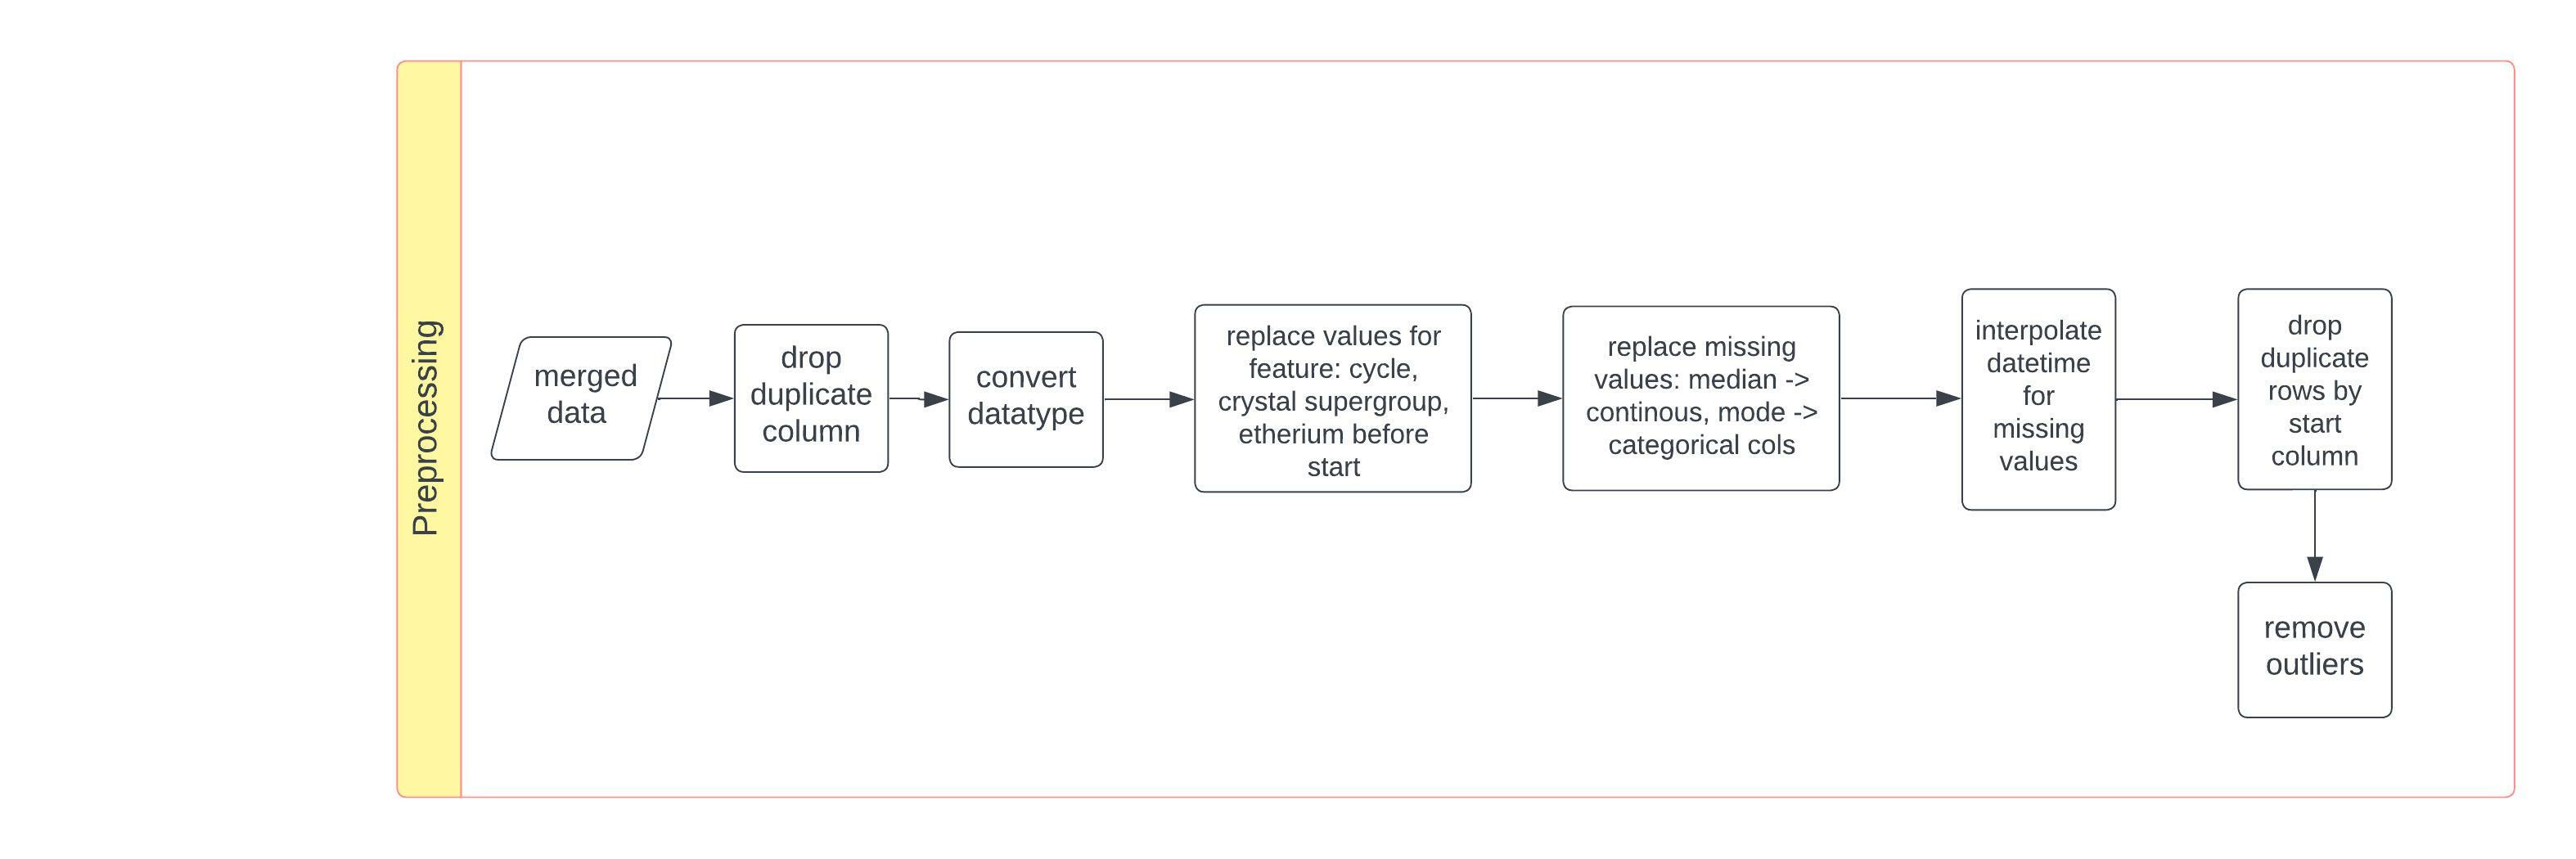 Preprocessing
merged
data
drop
duplicate
column
convert
datatype
replace values for
feature: cycle,
crystal supergroup,
etherium before
start
replace missing
values: median ->
continous, mode ->
categorical cols
interpolate
datetime
for
missing
values
drop
duplicate
rows by
start
column
remove
outliers